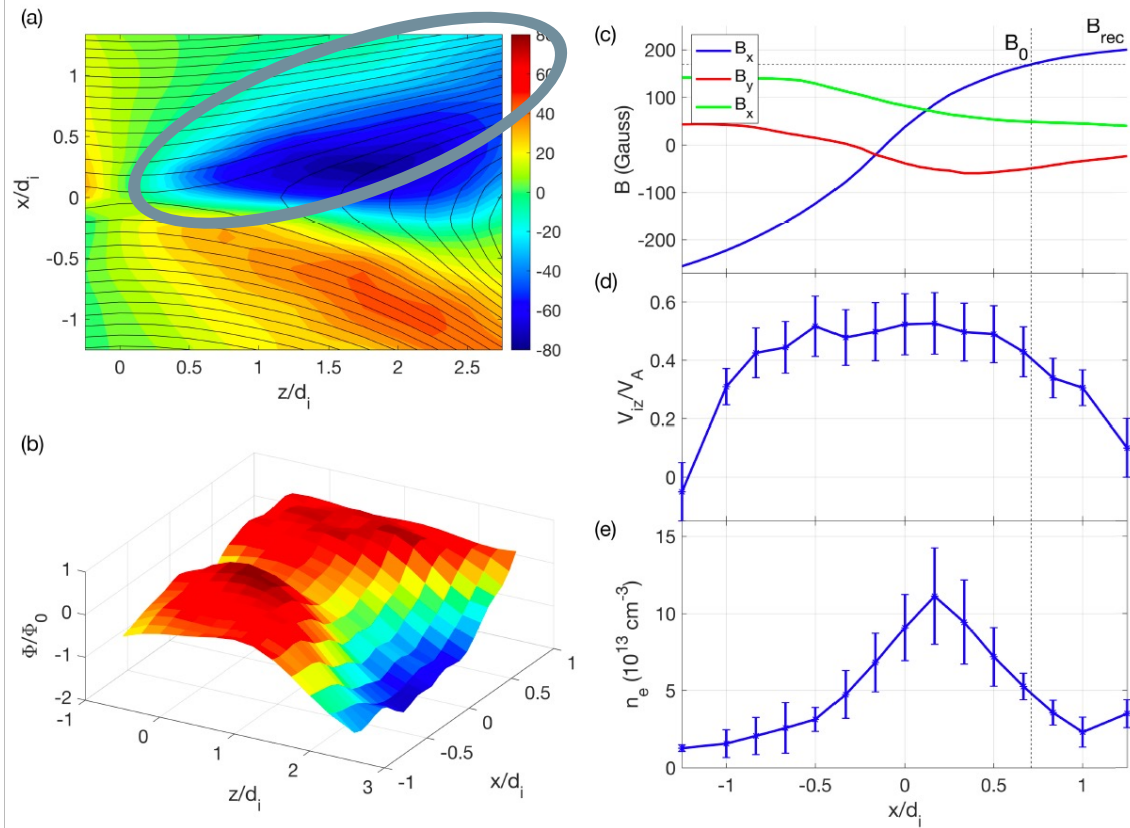 (a)
1
0.5
0
-0.5
-1
x/d_i
0 0.5 1 1.5 2 2.5
z/d_i
80
60
40
20
0
-20
-40
-60
-80
(b)
1
0
-1
-2
Φ/Φ_0
-1 0 1 2 3
z/d_i
-1 -0.5 0 0.5 1
x/d_i
(c)
B_x
B_y
B_x
B_0
B_rec
200
100
0
-100
-200
B (Gauss)
(d)
0.6
0.4
0.2
0
V_iz/V_A
(e)
15
10
5
0
n_e (10^13 cm^-3)
-1 -0.5 0 0.5 1
x/d_i